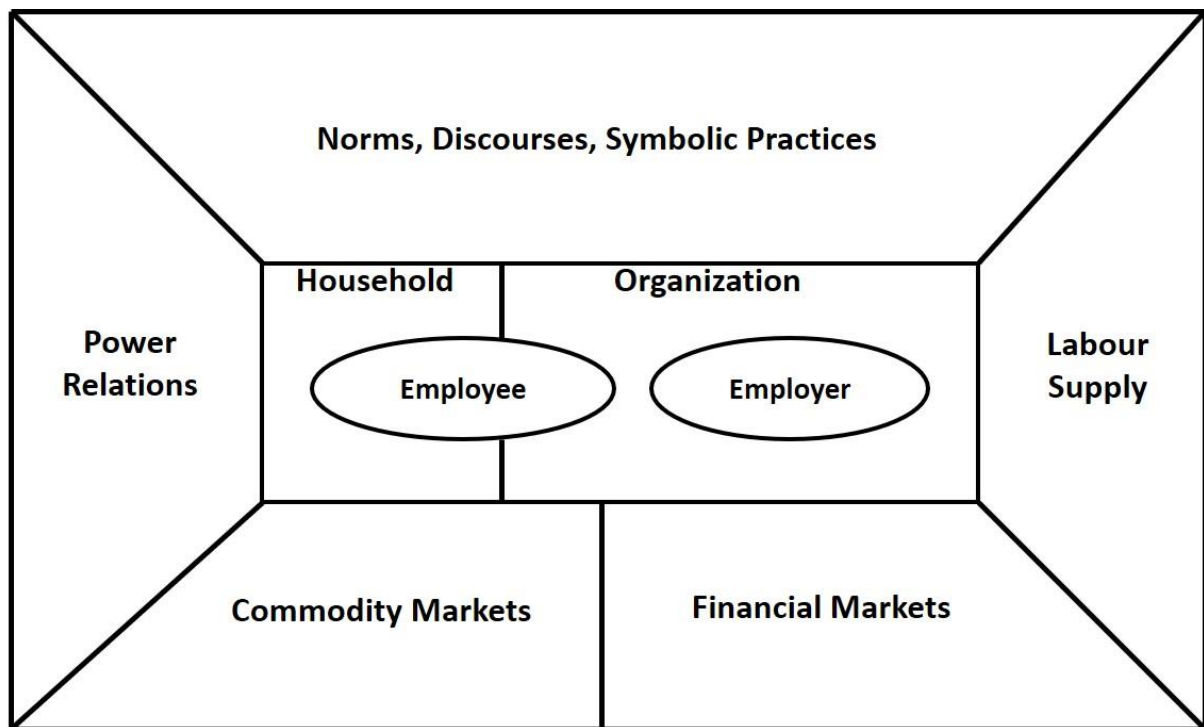 Norms, Discourses, Symbolic Practices
Household
Organization
Power
Relations
Employee
Employer
Labour
Supply
Commodity Markets
Financial Markets